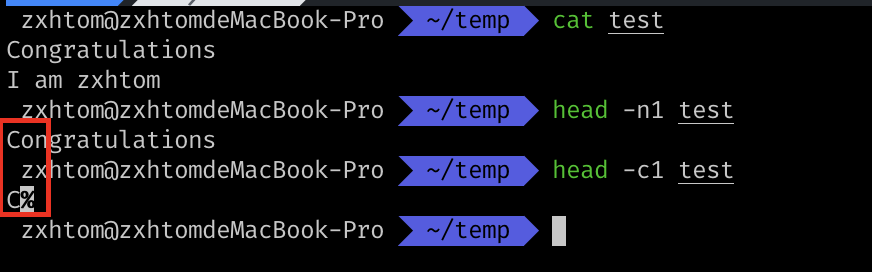 zxhtom@zxhtomdeMacBook-Pro ~/temp cat test
Congratulations
I am zxhtom
zxhtom@zxhtomdeMacBook-Pro ~/temp head -n1 test
Congratulations
zxhtom@zxhtomdeMacBook-Pro ~/temp head -c1 test
C%
zxhtom@zxhtomdeMacBook-Pro ~/temp